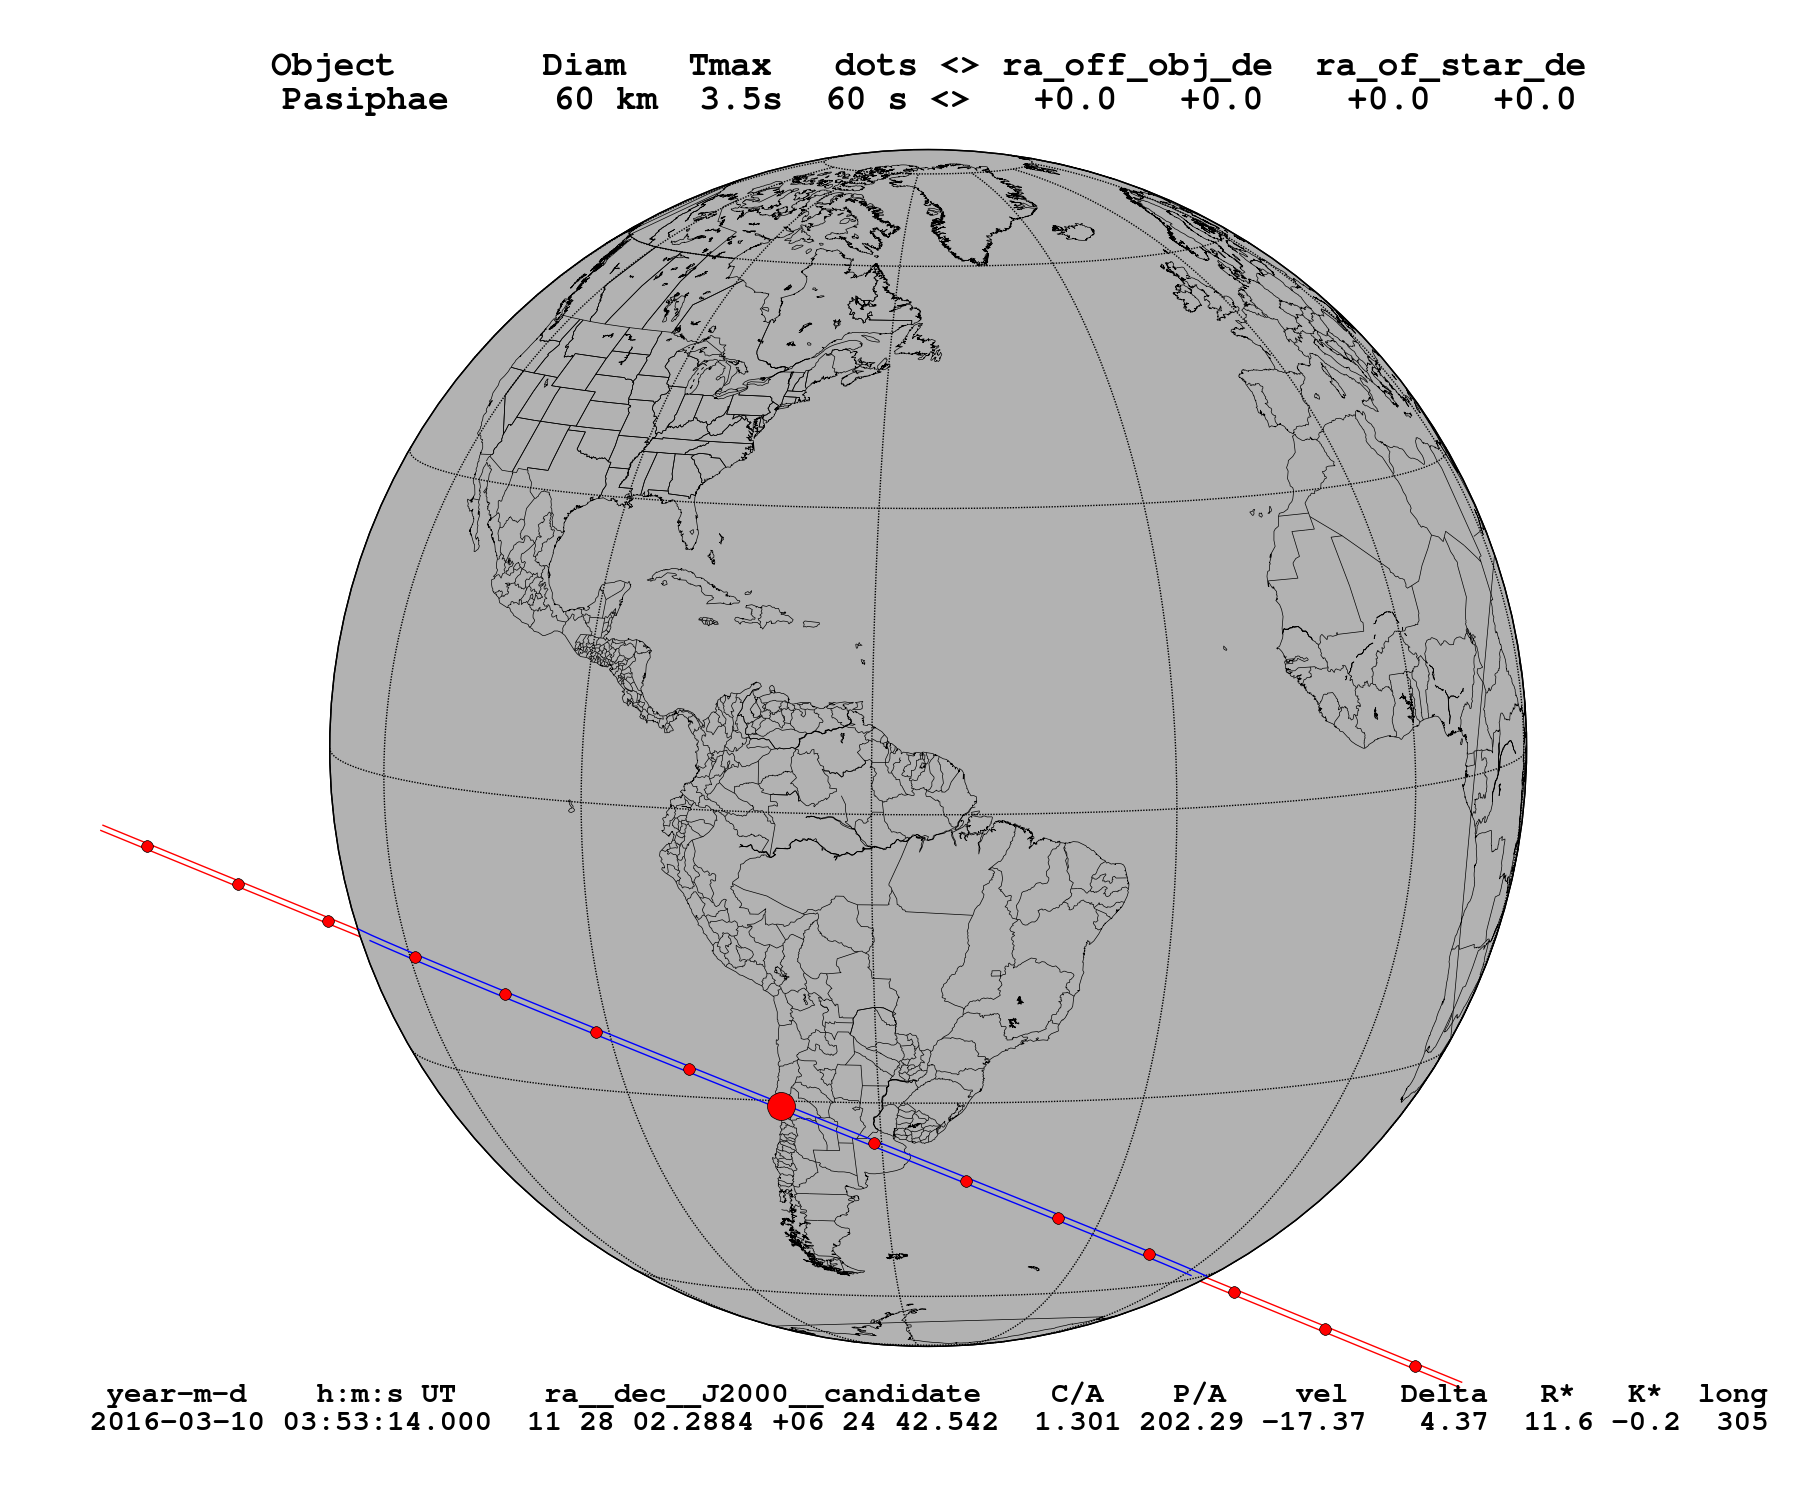 Object Diam Tmax dots <> ra_off_obj_de ra_of_star_de
Pasiphae 60 km 3.5s 60 s <> +0.0 +0.0 +0.0 +0.0
year-m-d h:m:s UT ra__dec__J2000__candidate C/A P/A vel Delta R* K* long
2016-03-10 03:53:14.000 11 28 02.2884 +06 24 42.542 1.301 202.29 -17.37 4.37 11.6 -0.2 305